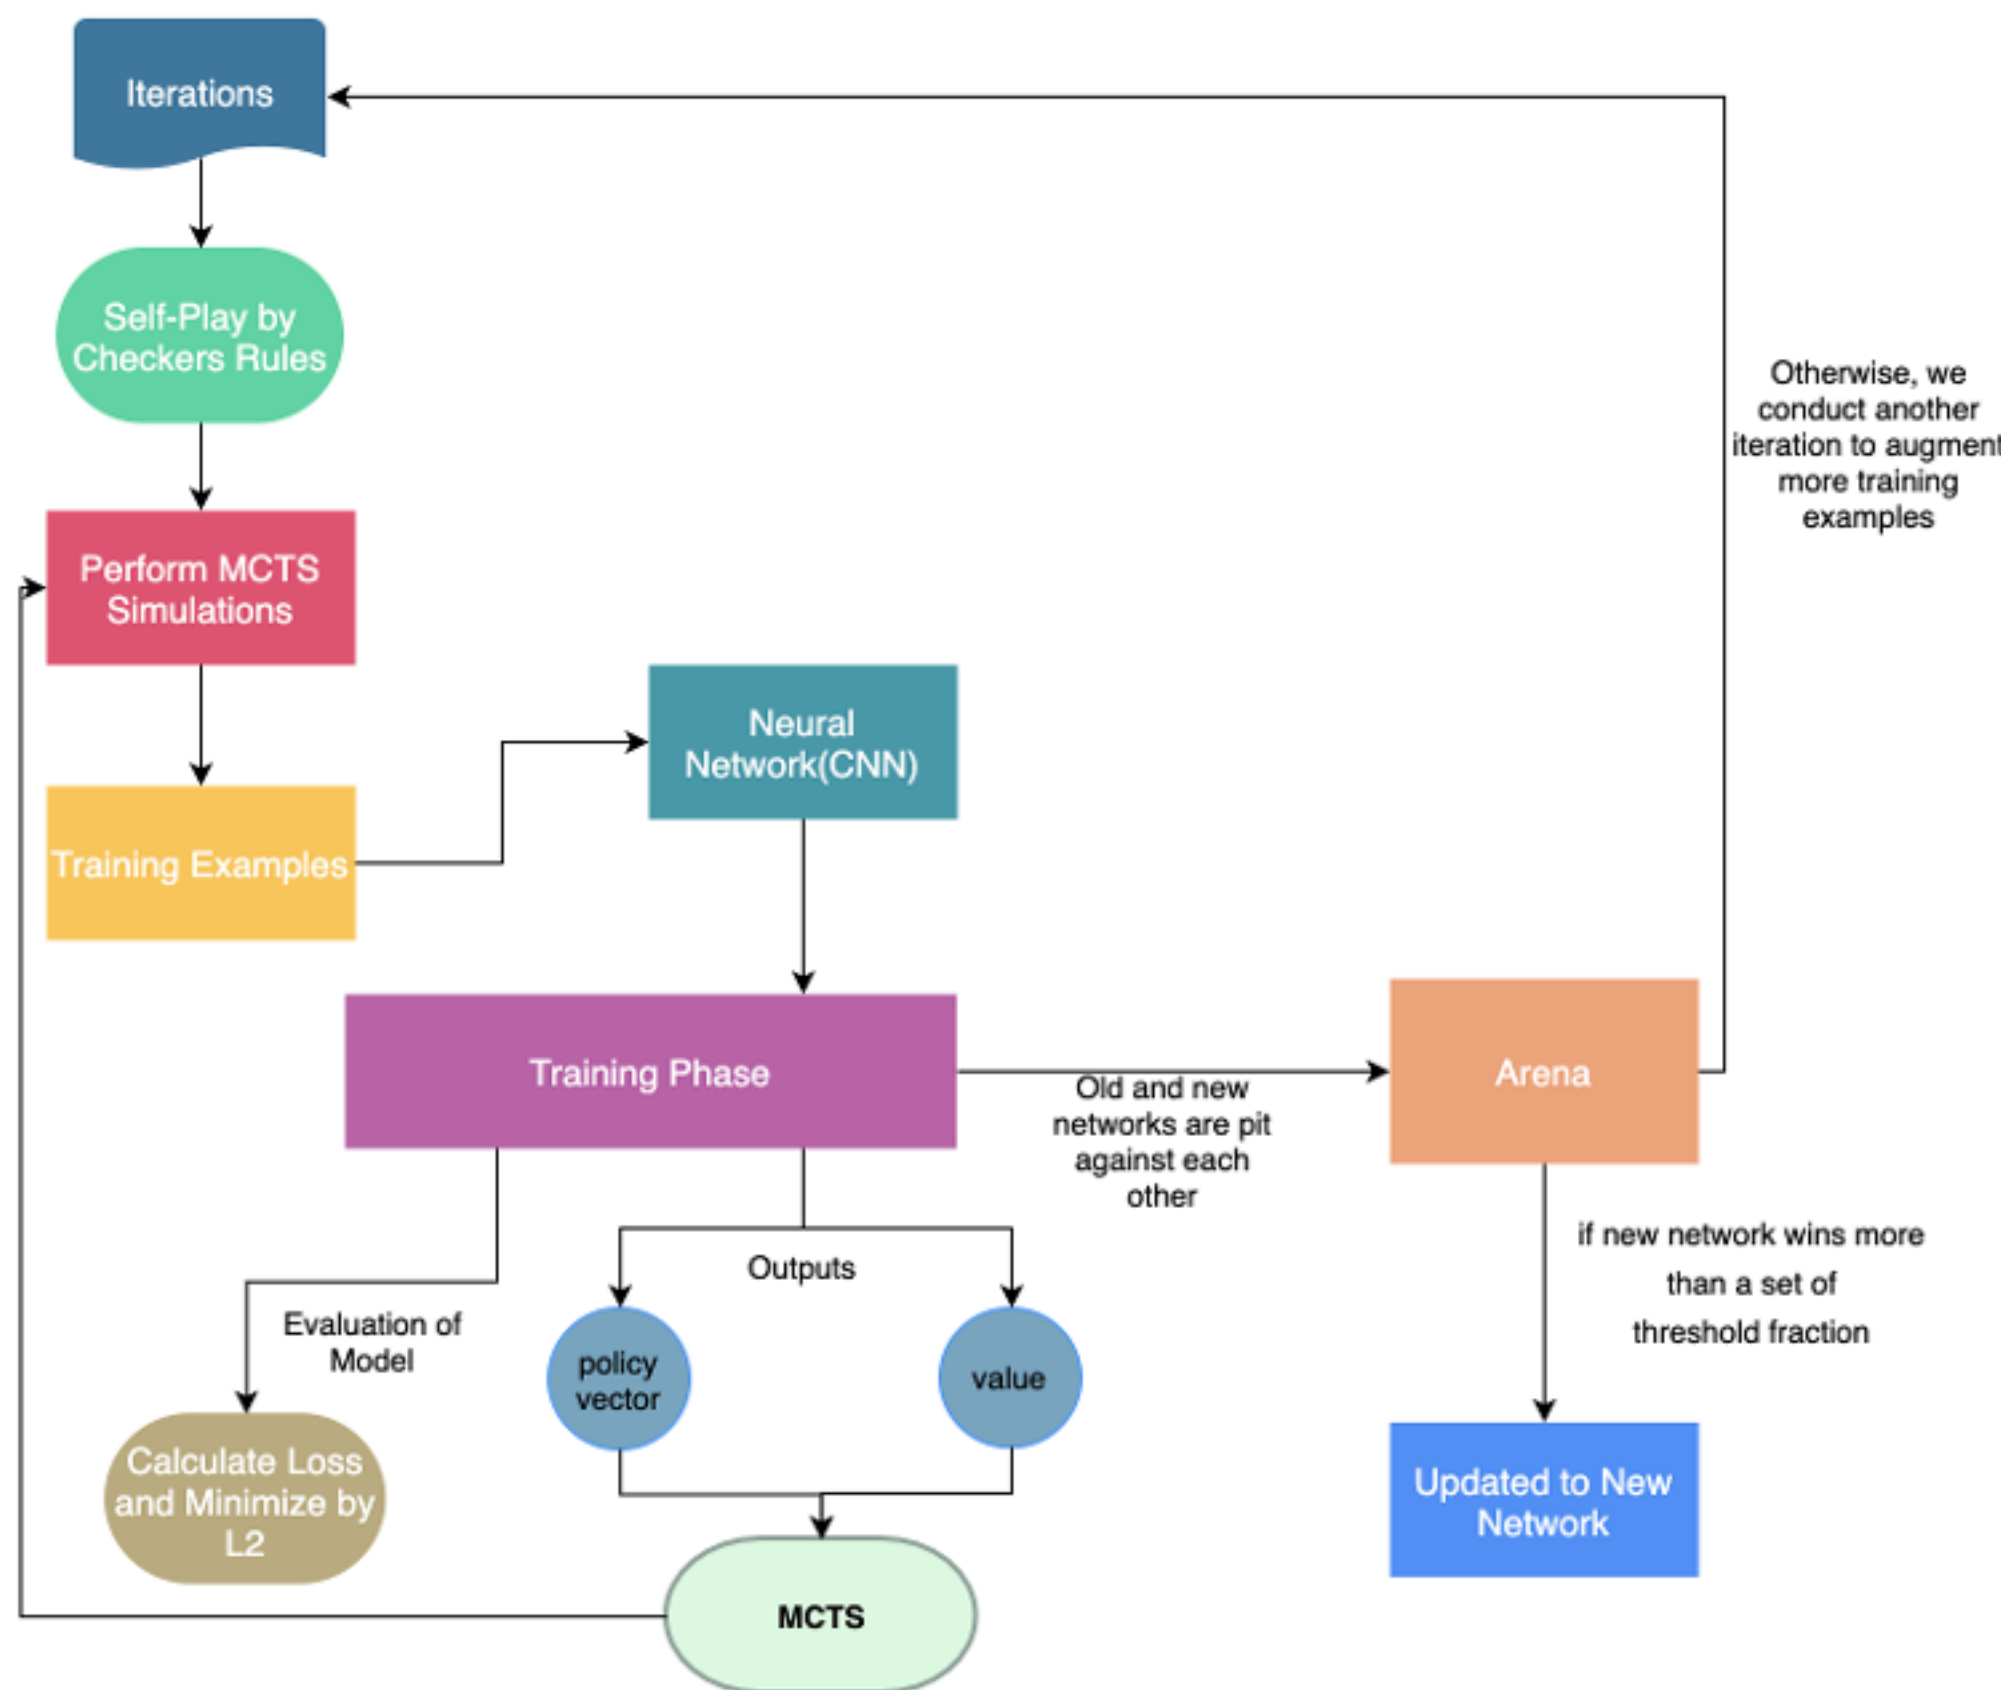 Iterations
Self-Play by
Checkers Rules
Perform MCTS
Simulations
Training Examples
Neural
Network(CNN)
Training Phase
Old and new
networks are pit
against each
other
Arena
Otherwise, we
conduct another
iteration to augment
more training
examples
if new network wins more
than a set of
threshold fraction
Updated to New
Network
Outputs
policy
vector
value
Evaluation of
Model
Calculate Loss
and Minimize by
L2
MCTS